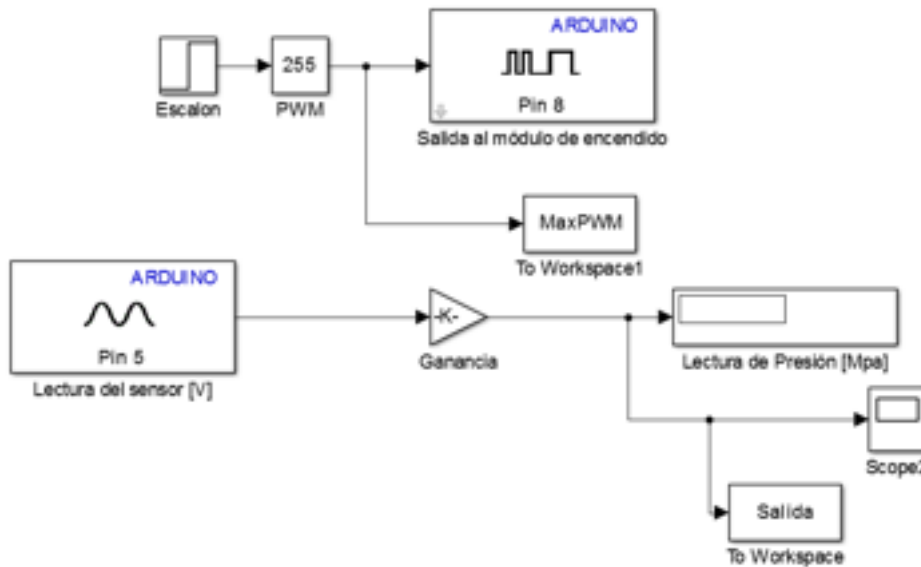 ARDUINO
255
Pin 8
Escalon
PWM
Salida al módulo de encendido
MaxPWM
To Workspace1
ARDUINO
-K-
Pin 5
Ganancia
Lectura de Presión [Mpa]
Lectura del sensor [V]
Scope2
Salida
To Workspace